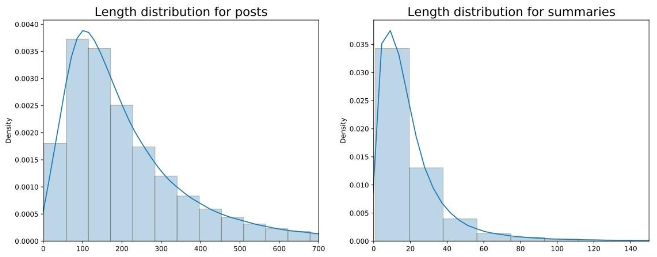 Length distribution for posts
Density
0.0040
0.0035
0.0030
0.0025
0.0020
0.0015
0.0010
0.0005
0.0000
0 100 200 300 400 500 600 700
Length distribution for summaries
Density
0.035
0.030
0.025
0.020
0.015
0.010
0.005
0.000
0 20 40 60 80 100 120 140